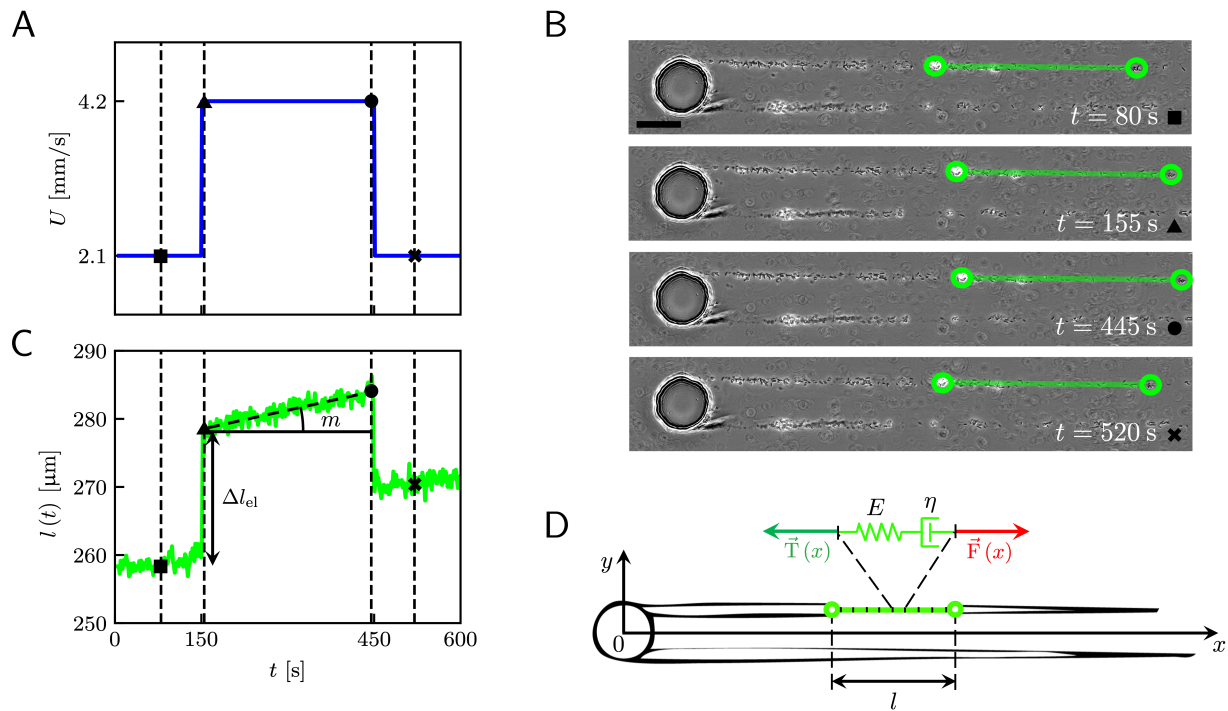 A
4.2
2.1
U [mm/s]
B
t = 80 s
t = 155 s
t = 445 s
t = 520 s
C
290
280
270
260
250
l (t) [µm]
m
Δl_el
0
150
450
600
t [s]
D
E
η
T⃗ (x)
F⃗ (x)
y
0
x
l